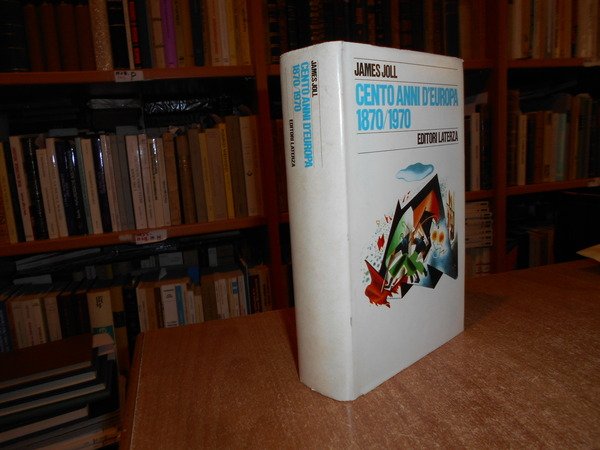 JAMES JOLL
CENTO ANNI D'EUROPA
1870/1970
EDITORI LATERZA
JAMES JOLL
CENTO ANNI D'EUROPA
1870/1970
EDITORI LATERZA